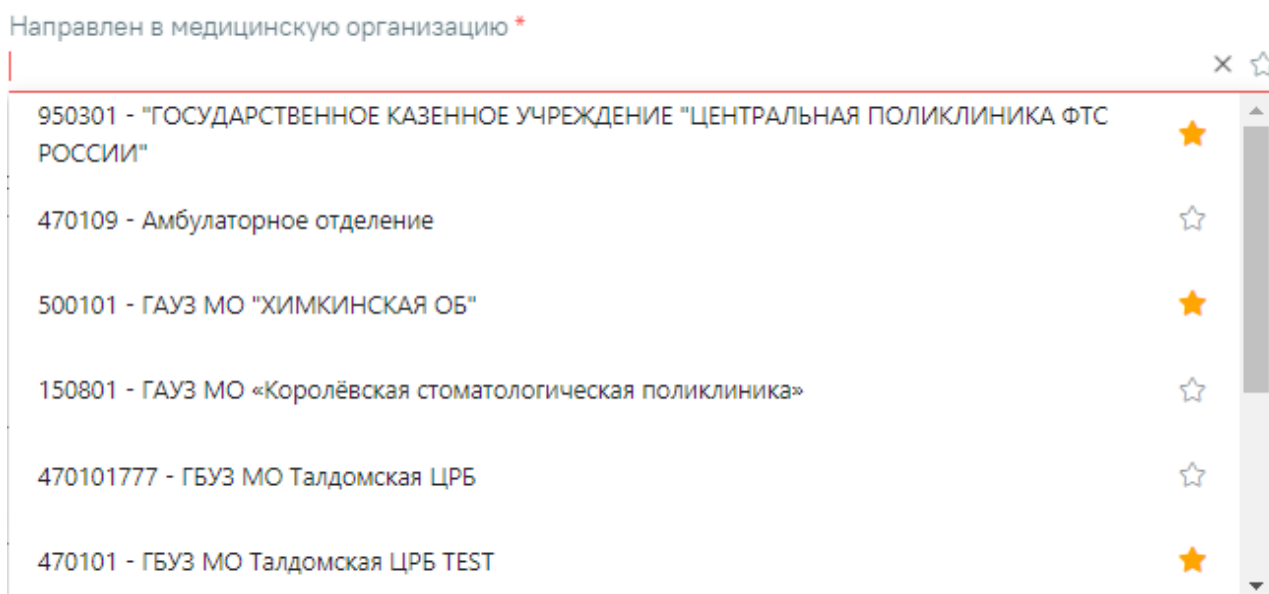 Направлен в медицинскую организацию *
950301 - "ГОСУДАРСТВЕННОЕ КАЗЕННОЕ УЧРЕЖДЕНИЕ "ЦЕНТРАЛЬНАЯ ПОЛИКЛИНИКА ФТС
РОССИИ"
470109 - Амбулаторное отделение
500101 - ГАУЗ МО "ХИМКИНСКАЯ ОБ"
150801 - ГАУЗ МО «Королёвская стоматологическая поликлиника»
470101777 - ГБУЗ МО Талдомская ЦРБ
470101 - ГБУЗ МО Талдомская ЦРБ TEST